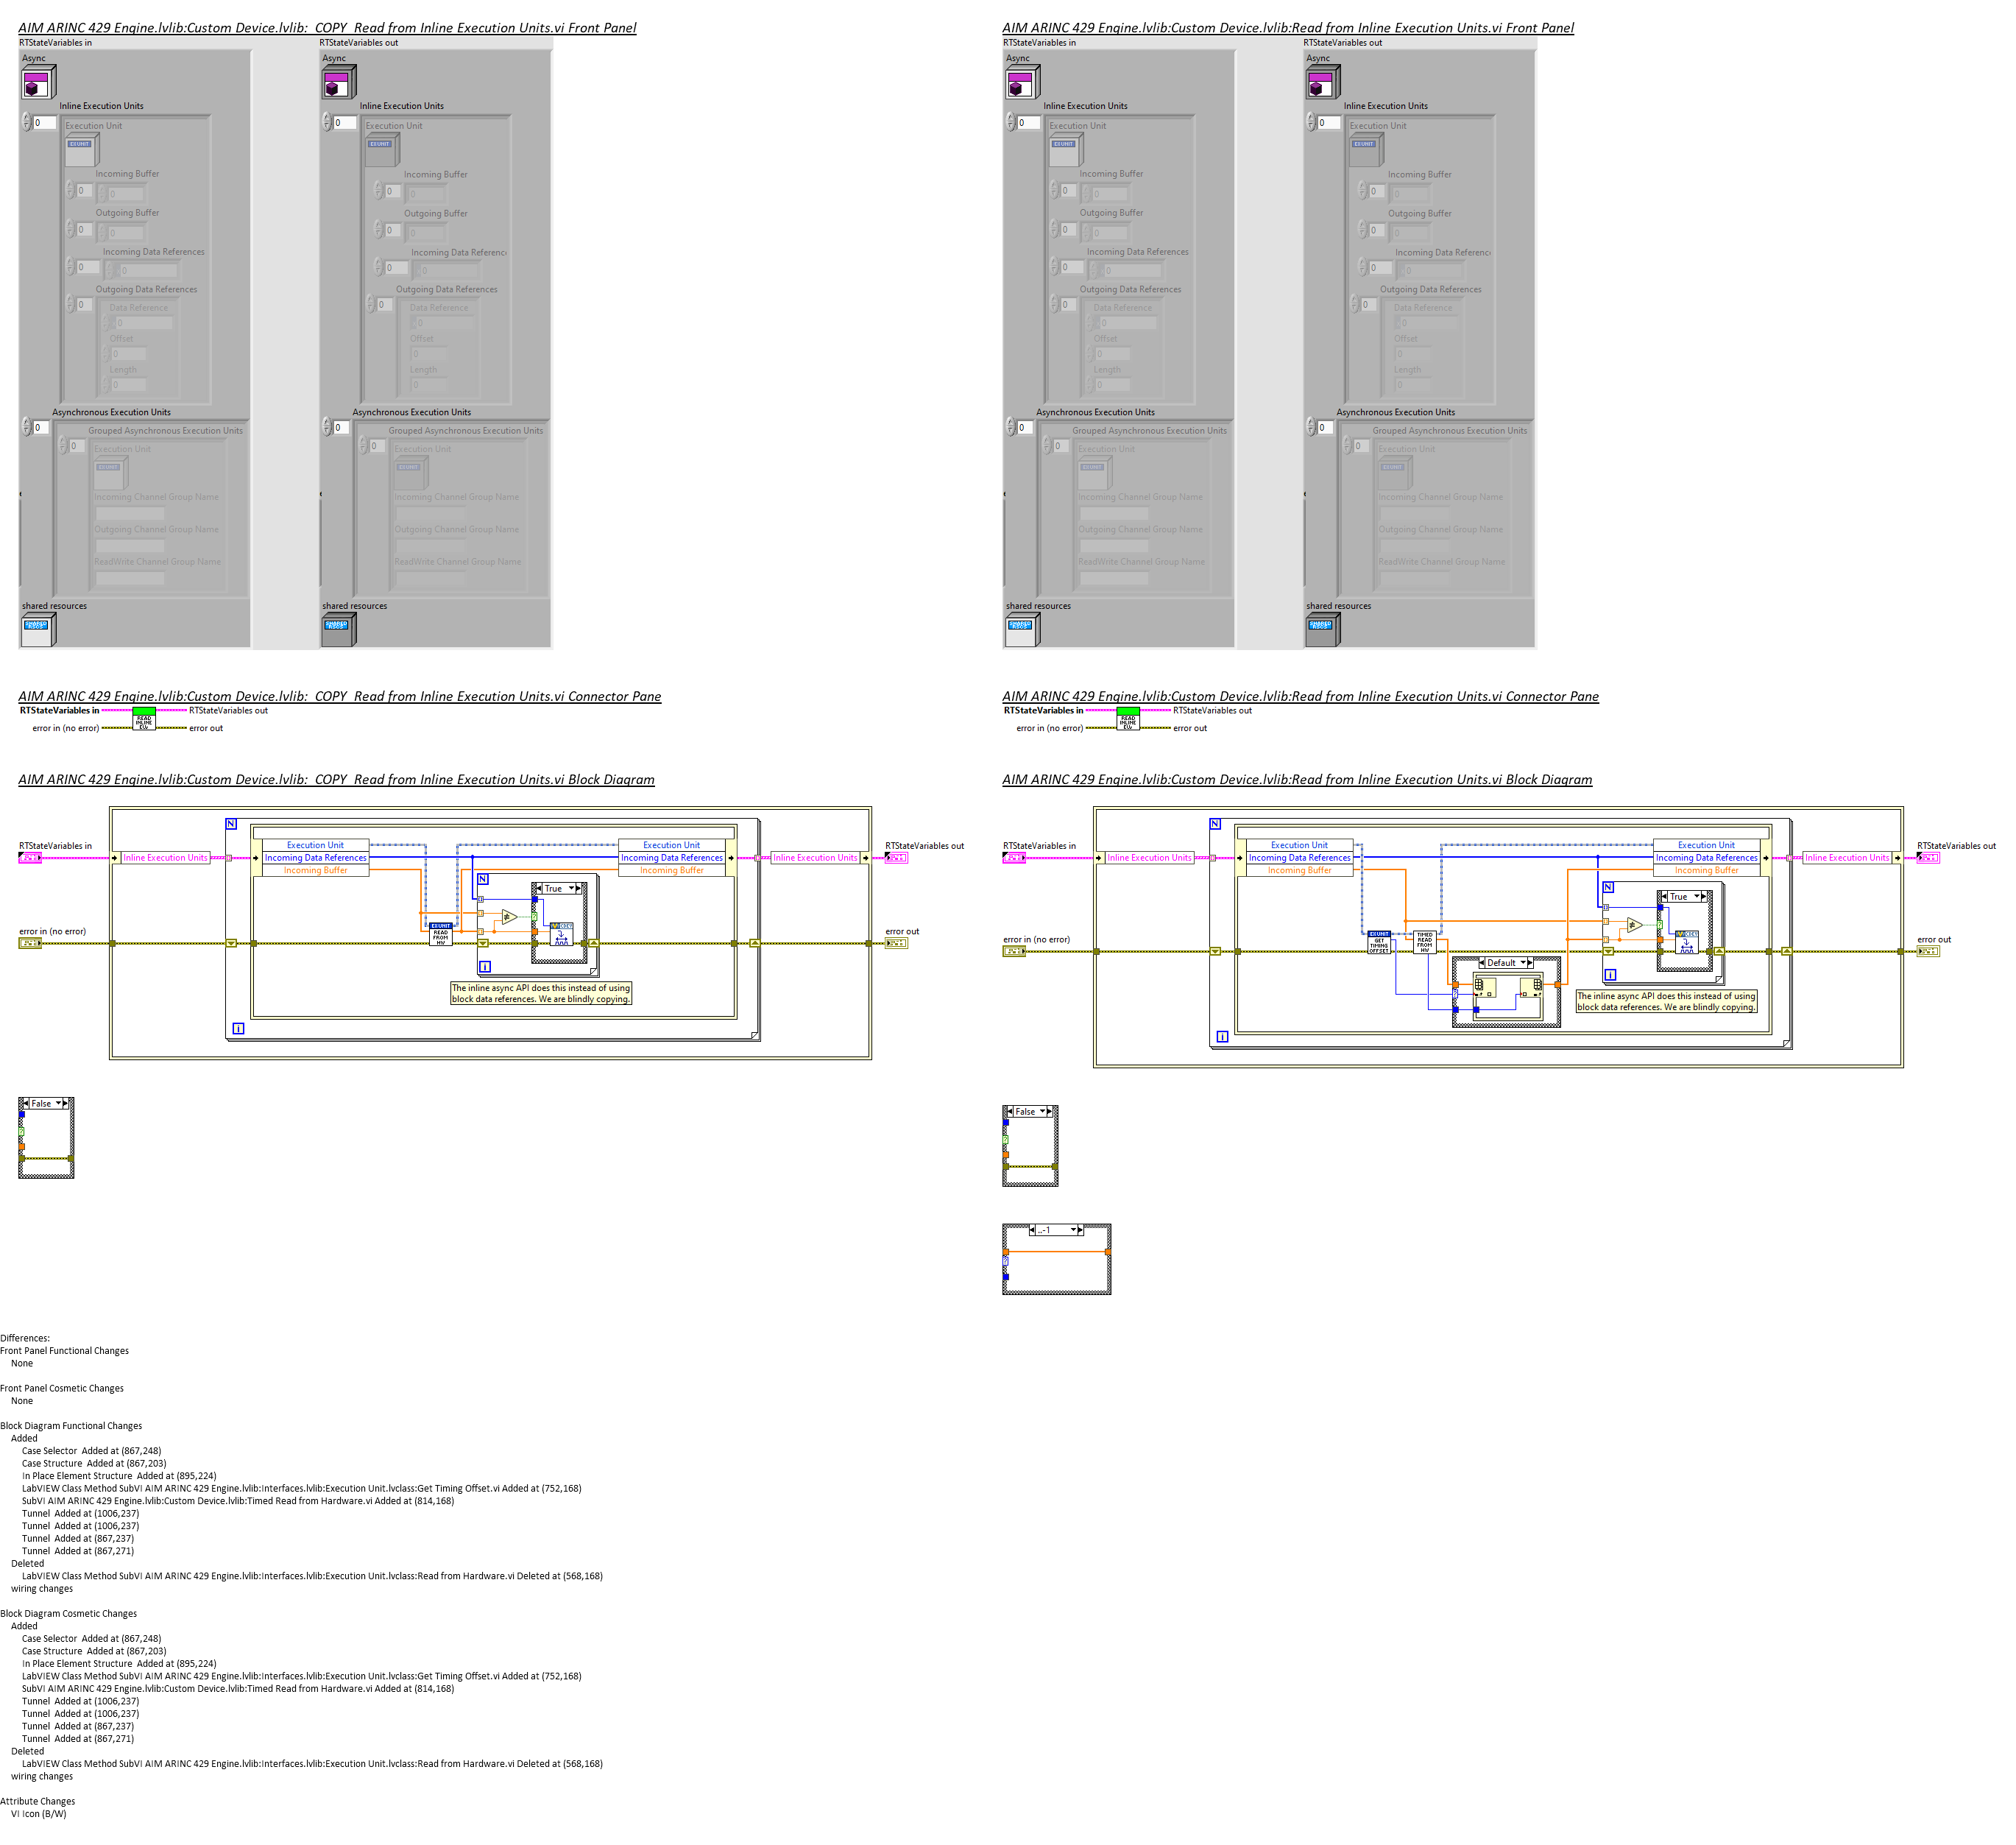 AIM ARINC 429 Engine.lvlib:Custom Device.lvlib:  COPY  Read from Inline Execution Units.vi Front Panel
RTStateVariables in
RTStateVariables out
Async
Inline Execution Units
0
Execution Unit
EXUNIT
Incoming Buffer
0
0
Outgoing Buffer
0
0
Incoming Data References
0
0
Outgoing Data References
0
Data Reference
0
Offset
0
Length
0
Asynchronous Execution Units
0
Grouped Asynchronous Execution Units
0
Execution Unit
EXUNIT
Incoming Channel Group Name
Outgoing Channel Group Name
ReadWrite Channel Group Name
shared resources
SHARED
Inline Execution Units
0
Execution Unit
EXUNIT
Incoming Buffer
0
0
Outgoing Buffer
0
0
Incoming Data Referenc
0
0
Outgoing Data References
0
Data Reference
0
Offset
0
Length
0
Asynchronous Execution Units
0
Grouped Asynchronous Execution Units
0
Execution Unit
EXUNIT
Incoming Channel Group Name
Outgoing Channel Group Name
ReadWrite Channel Group Name
shared resources
SHARED
AIM ARINC 429 Engine.lvlib:Custom Device.lvlib:Read from Inline Execution Units.vi Front Panel
RTStateVariables in
RTStateVariables out
Async
Inline Execution Units
0
Execution Unit
EXUNIT
Incoming Buffer
0
0
Outgoing Buffer
0
0
Incoming Data References
0
0
Outgoing Data References
0
Data Reference
0
Offset
0
Length
0
Asynchronous Execution Units
0
Grouped Asynchronous Execution Units
0
Execution Unit
EXUNIT
Incoming Channel Group Name
Outgoing Channel Group Name
ReadWrite Channel Group Name
shared resources
SHARED
Async
Inline Execution Units
0
Execution Unit
EXUNIT
Incoming Buffer
0
0
Outgoing Buffer
0
0
Incoming Data Referenc
0
0
Outgoing Data References
0
Data Reference
0
Offset
0
Length
0
Asynchronous Execution Units
0
Grouped Asynchronous Execution Units
0
Execution Unit
EXUNIT
Incoming Channel Group Name
Outgoing Channel Group Name
ReadWrite Channel Group Name
shared resources
SHARED
AIM ARINC 429 Engine.lvlib:Custom Device.lvlib:  COPY  Read from Inline Execution Units.vi Connector Pane
RTStateVariables in
RTStateVariables out
READ
INLINE
EUs
error in (no error)
error out
AIM ARINC 429 Engine.lvlib:Custom Device.lvlib:Read from Inline Execution Units.vi Connector Pane
RTStateVariables in
RTStateVariables out
READ
INLINE
EUs
error in (no error)
error out
AIM ARINC 429 Engine.lvlib:Custom Device.lvlib:  COPY  Read from Inline Execution Units.vi Block Diagram
N
RTStateVariables in
Inline Execution Units
Execution Unit
Incoming Data References
Incoming Buffer
Execution Unit
Incoming Data References
Incoming Buffer
Inline Execution Units
RTStateVariables out
N
True
EXUNIT
READ
FROM
HW
error in (no error)
error out
i
The inline async API does this instead of using
block data references. We are blindly copying.
i
False
AIM ARINC 429 Engine.lvlib:Custom Device.lvlib:Read from Inline Execution Units.vi Block Diagram
N
RTStateVariables in
Inline Execution Units
Execution Unit
Incoming Data References
Incoming Buffer
Execution Unit
Incoming Data References
Incoming Buffer
Inline Execution Units
RTStateVariables out
N
True
EXUNIT
GET
TIMING
OFFSET
TIMED
READ
FROM
HW
error in (no error)
error out
Default
i
The inline async API does this instead of using
block data references. We are blindly copying.
i
False
..-1
Differences:
Front Panel Functional Changes
None
Front Panel Cosmetic Changes
None
Block Diagram Functional Changes
Added
Case Selector  Added at (867,248)
Case Structure  Added at (867,203)
In Place Element Structure  Added at (895,224)
LabVIEW Class Method SubVI AIM ARINC 429 Engine.lvlib:Interfaces.lvlib:Execution Unit.lvclass:Get Timing Offset.vi Added at (752,168)
SubVI AIM ARINC 429 Engine.lvlib:Custom Device.lvlib:Timed Read from Hardware.vi Added at (814,168)
Tunnel  Added at (1006,237)
Tunnel  Added at (1006,237)
Tunnel  Added at (867,237)
Tunnel  Added at (867,271)
Deleted
LabVIEW Class Method SubVI AIM ARINC 429 Engine.lvlib:Interfaces.lvlib:Execution Unit.lvclass:Read from Hardware.vi Deleted at (568,168)
wiring changes
Block Diagram Cosmetic Changes
Added
Case Selector  Added at (867,248)
Case Structure  Added at (867,203)
In Place Element Structure  Added at (895,224)
LabVIEW Class Method SubVI AIM ARINC 429 Engine.lvlib:Interfaces.lvlib:Execution Unit.lvclass:Get Timing Offset.vi Added at (752,168)
SubVI AIM ARINC 429 Engine.lvlib:Custom Device.lvlib:Timed Read from Hardware.vi Added at (814,168)
Tunnel  Added at (1006,237)
Tunnel  Added at (1006,237)
Tunnel  Added at (867,237)
Tunnel  Added at (867,271)
Deleted
LabVIEW Class Method SubVI AIM ARINC 429 Engine.lvlib:Interfaces.lvlib:Execution Unit.lvclass:Read from Hardware.vi Deleted at (568,168)
wiring changes
Attribute Changes
VI Icon (B/W)